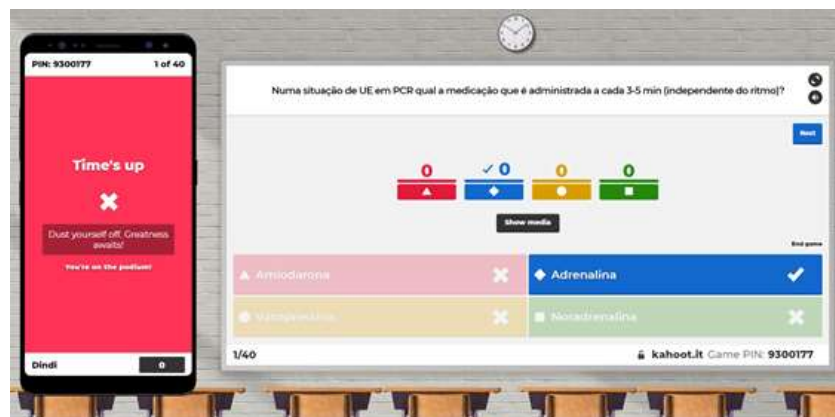 PIN: 9300177 1 of 40
Time's up
Dust yourself off. Greatness
awaits!
You're on the podium!
Dindi 0
Numa situação de UE em PCR qual a medicação que é administrada a cada 3-5 min (independente do ritmo)?
Next
0 0 0 0
Show media
End game
Amiodarona
Adrenalina
Vasopressina
Noradrenalina
1/40
kahoot.it Game PIN: 9300177